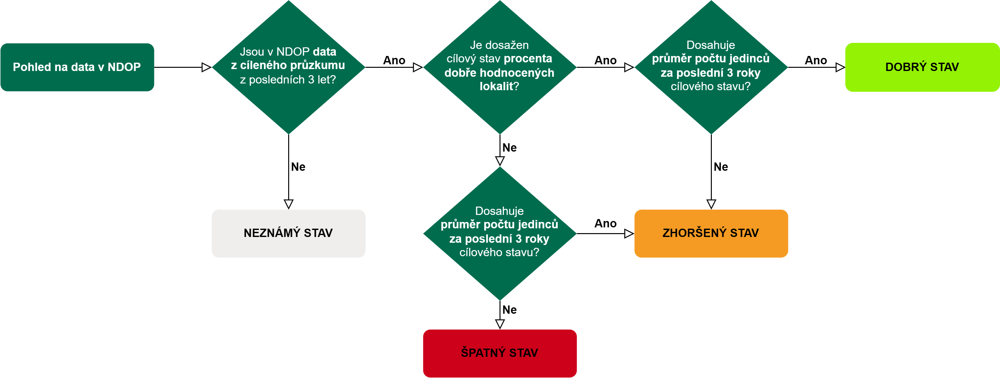 Pohled na data v NDOP
Jsou v NDOP data
z cíleného průzkumu
z posledních 3 let?
Ano
Je dosažen
cílový stav procenta
dobře hodnocených
lokalit?
Ano
Dosahuje
průměr počtu jedinců
za poslední 3 roky
cílového stavu?
Ano
DOBRÝ STAV
Ne
Ne
Ne
NEZNÁMÝ STAV
Dosahuje
průměr počtu jedinců
za poslední 3 roky
cílového stavu?
Ano
ZHORŠENÝ STAV
Ne
ŠPATNÝ STAV